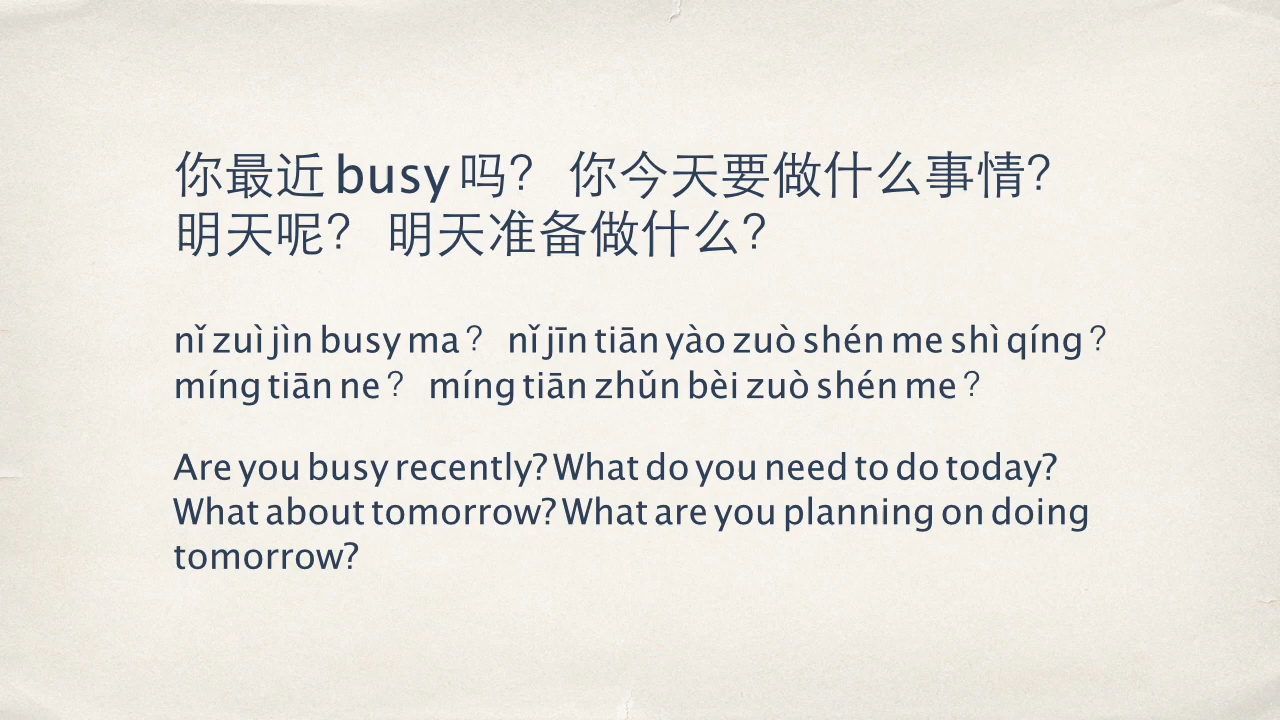 你最近 busy 吗？ 你今天要做什么事情？
明天呢？ 明天准备做什么？
nǐ zuì jìn busy ma？ nǐ jīn tiān yào zuò shén me shì qíng？
míng tiān ne？ míng tiān zhǔn bèi zuò shén me？
Are you busy recently? What do you need to do today?
What about tomorrow? What are you planning on doing
tomorrow?